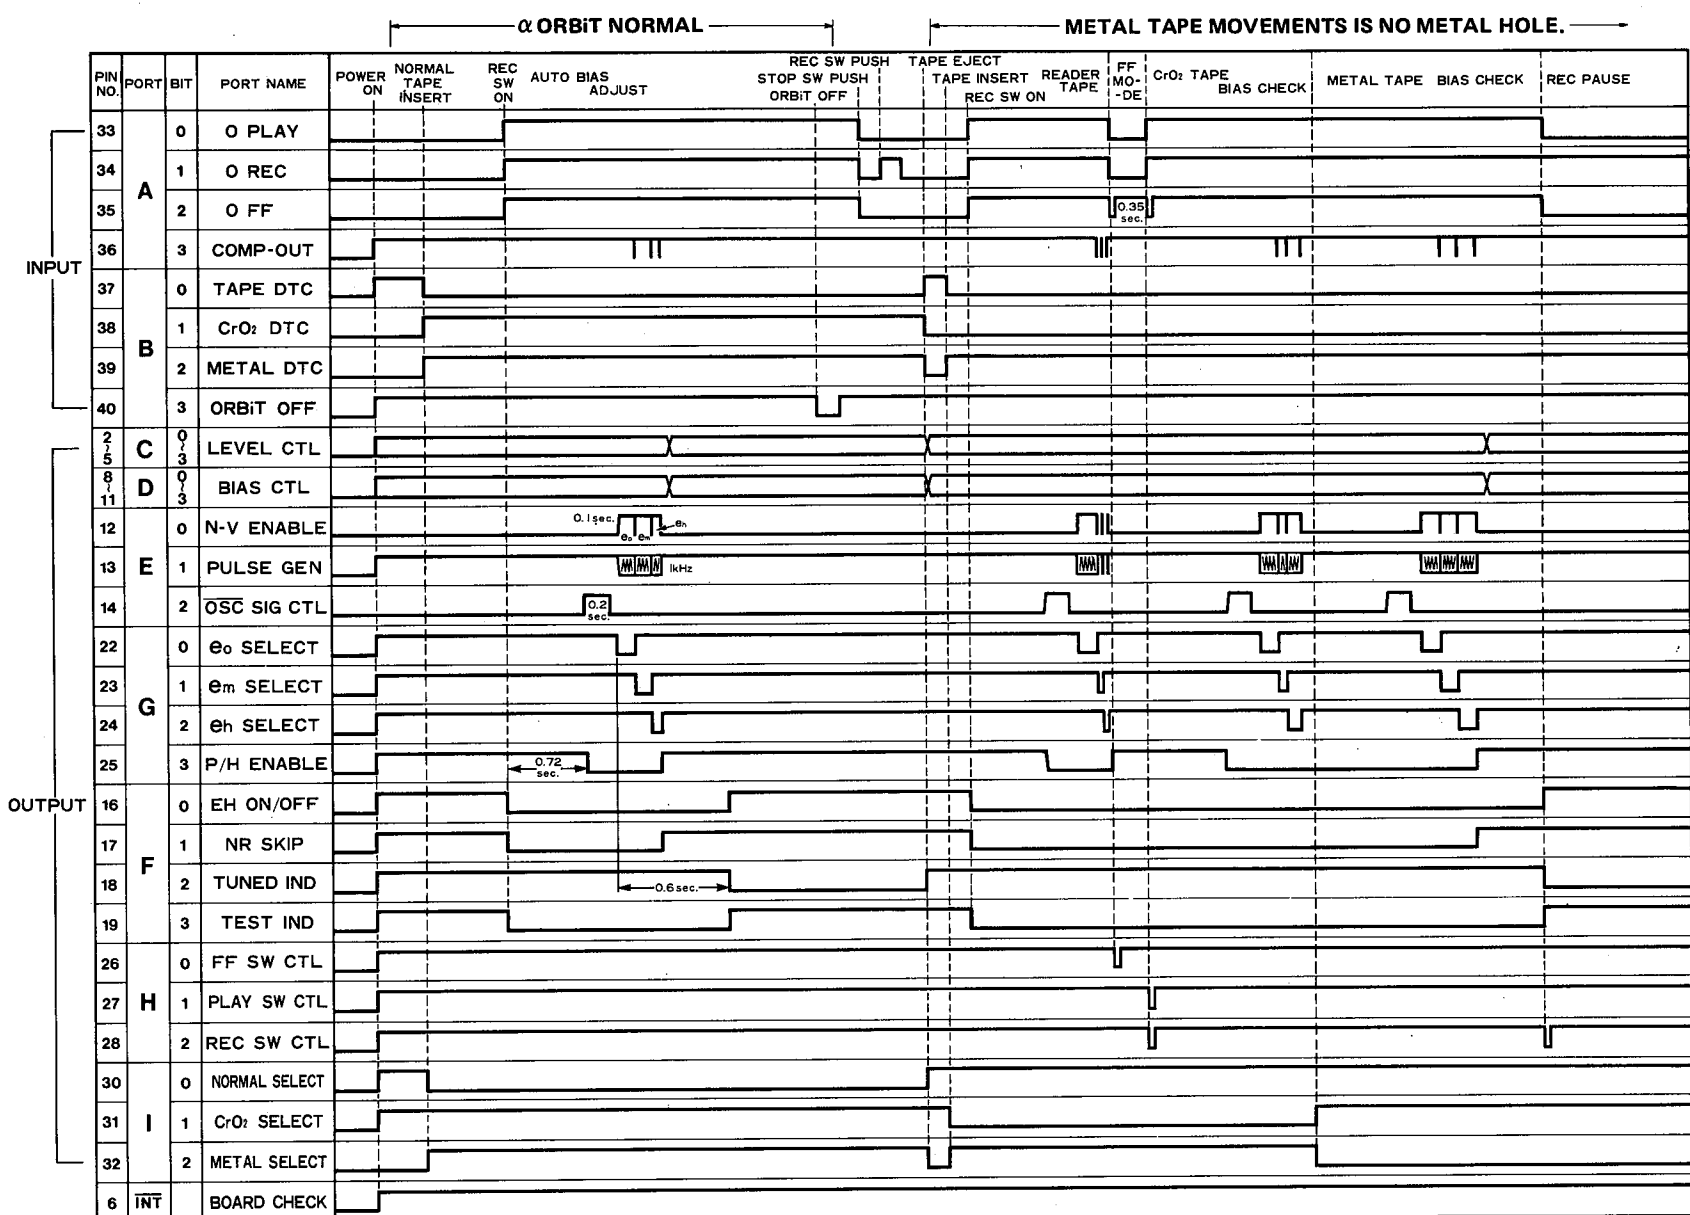 α ORBiT NORMAL
METAL TAPE MOVEMENTS IS NO METAL HOLE.
PIN NO. PORT BIT PORT NAME
POWER ON
NORMAL TAPE INSERT
REC SW ON
AUTO BIAS ADJUST
REC SW PUSH
STOP SW PUSH
ORBiT OFF
TAPE EJECT
TAPE INSERT
REC SW ON
READER TAPE
FF MO- -DE
CrO₂ TAPE BIAS CHECK
METAL TAPE BIAS CHECK
REC PAUSE
INPUT
OUTPUT
33 A 0 O PLAY
34 1 O REC
35 2 O FF 0.35 sec.
36 3 COMP-OUT
37 B 0 TAPE DTC
38 1 CrO₂ DTC
39 2 METAL DTC
40 3 ORBiT OFF
2~5 C 0~3 LEVEL CTL
8~11 D 0~3 BIAS CTL
12 E 0 N-V ENABLE 0.1sec. eo em eh
13 1 PULSE GEN 1kHz
14 2 O̅S̅C̅ SIG CTL 0.2 sec.
22 G 0 eo SELECT
23 1 em SELECT
24 2 eh SELECT
25 3 P/H ENABLE 0.72 sec.
16 F 0 EH ON/OFF
17 1 NR SKIP
18 2 TUNED IND 0.6sec.
19 3 TEST IND
26 H 0 FF SW CTL
27 1 PLAY SW CTL
28 2 REC SW CTL
30 I 0 NORMAL SELECT
31 1 CrO₂ SELECT
32 2 METAL SELECT
6 I̅N̅T̅ BOARD CHECK